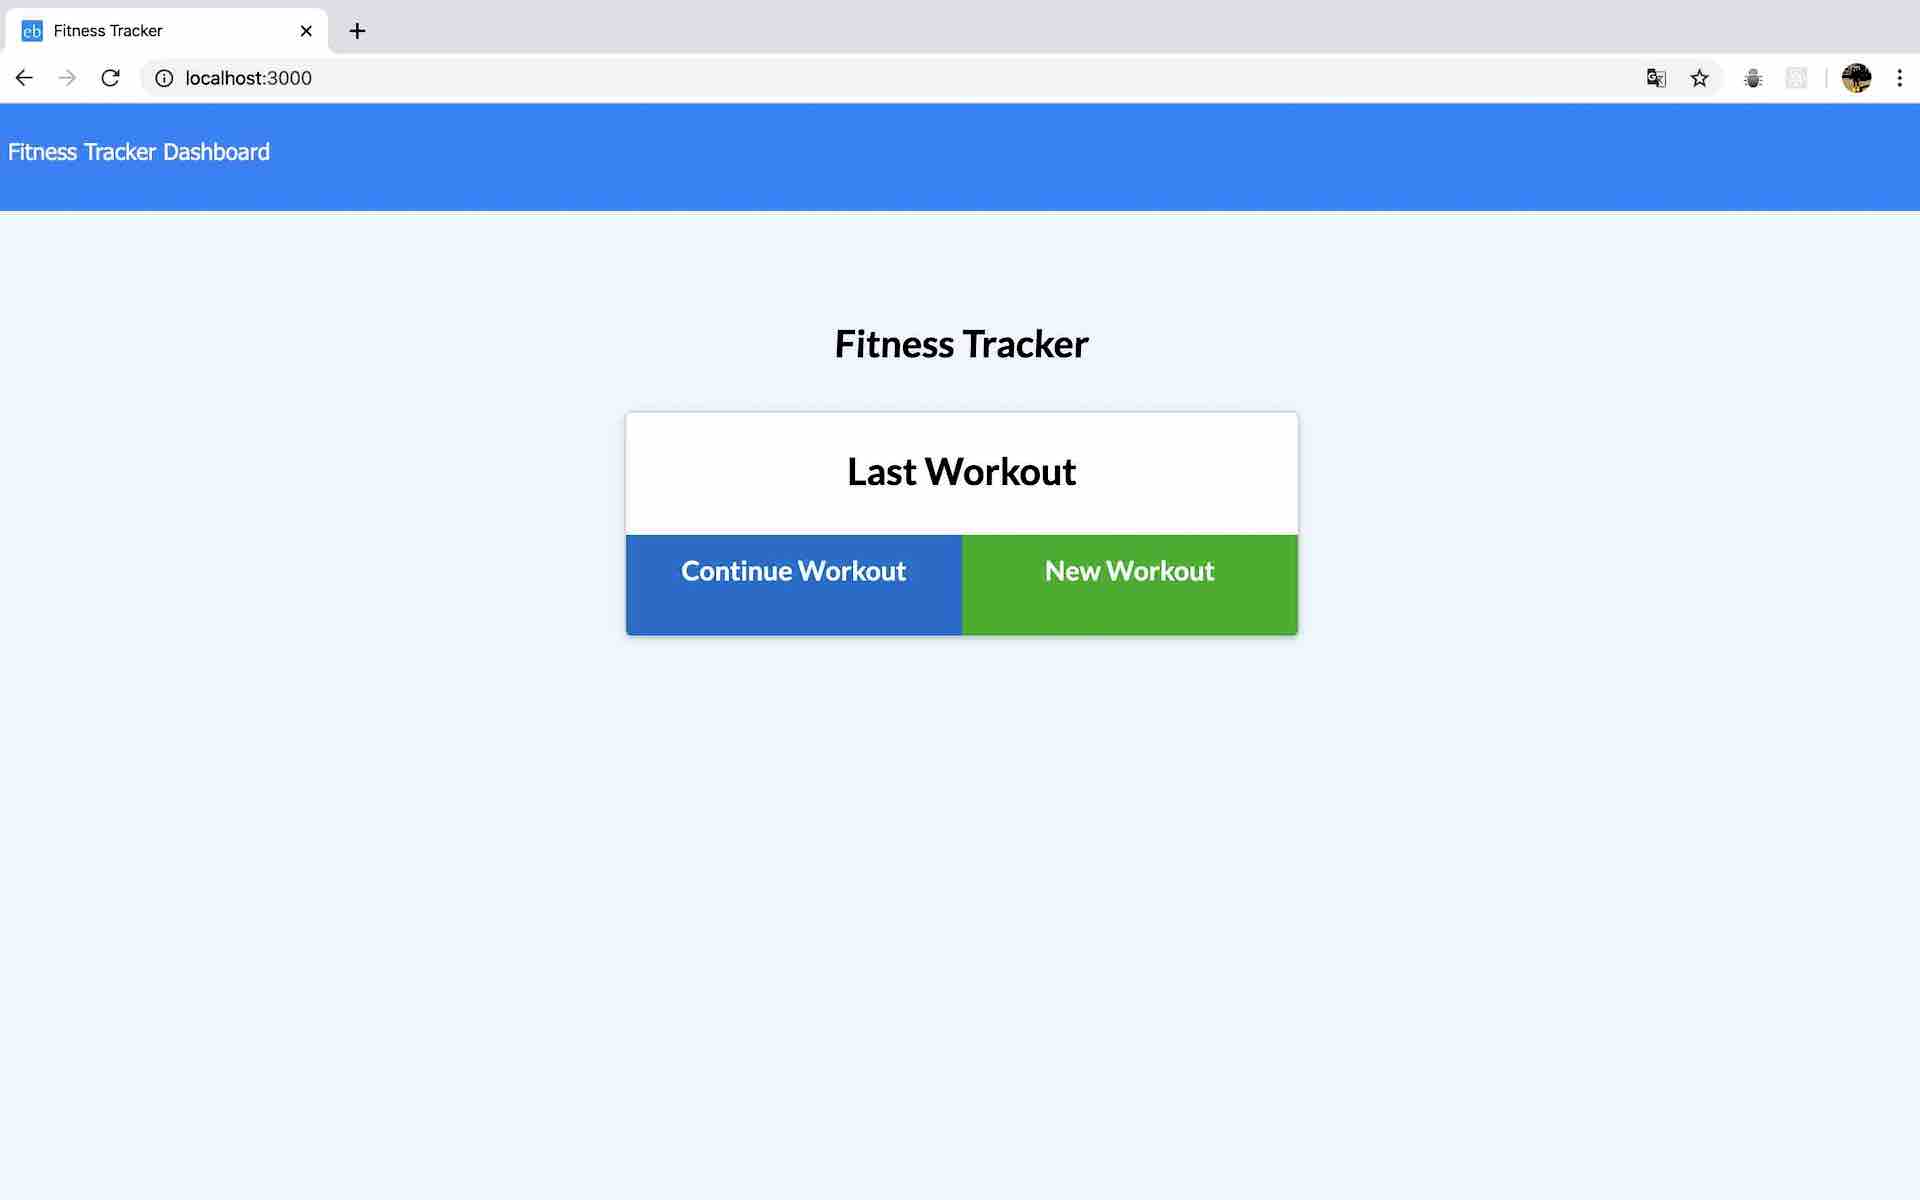 eb Fitness Tracker
localhost:3000
Fitness Tracker Dashboard
Fitness Tracker
Last Workout
Continue Workout New Workout